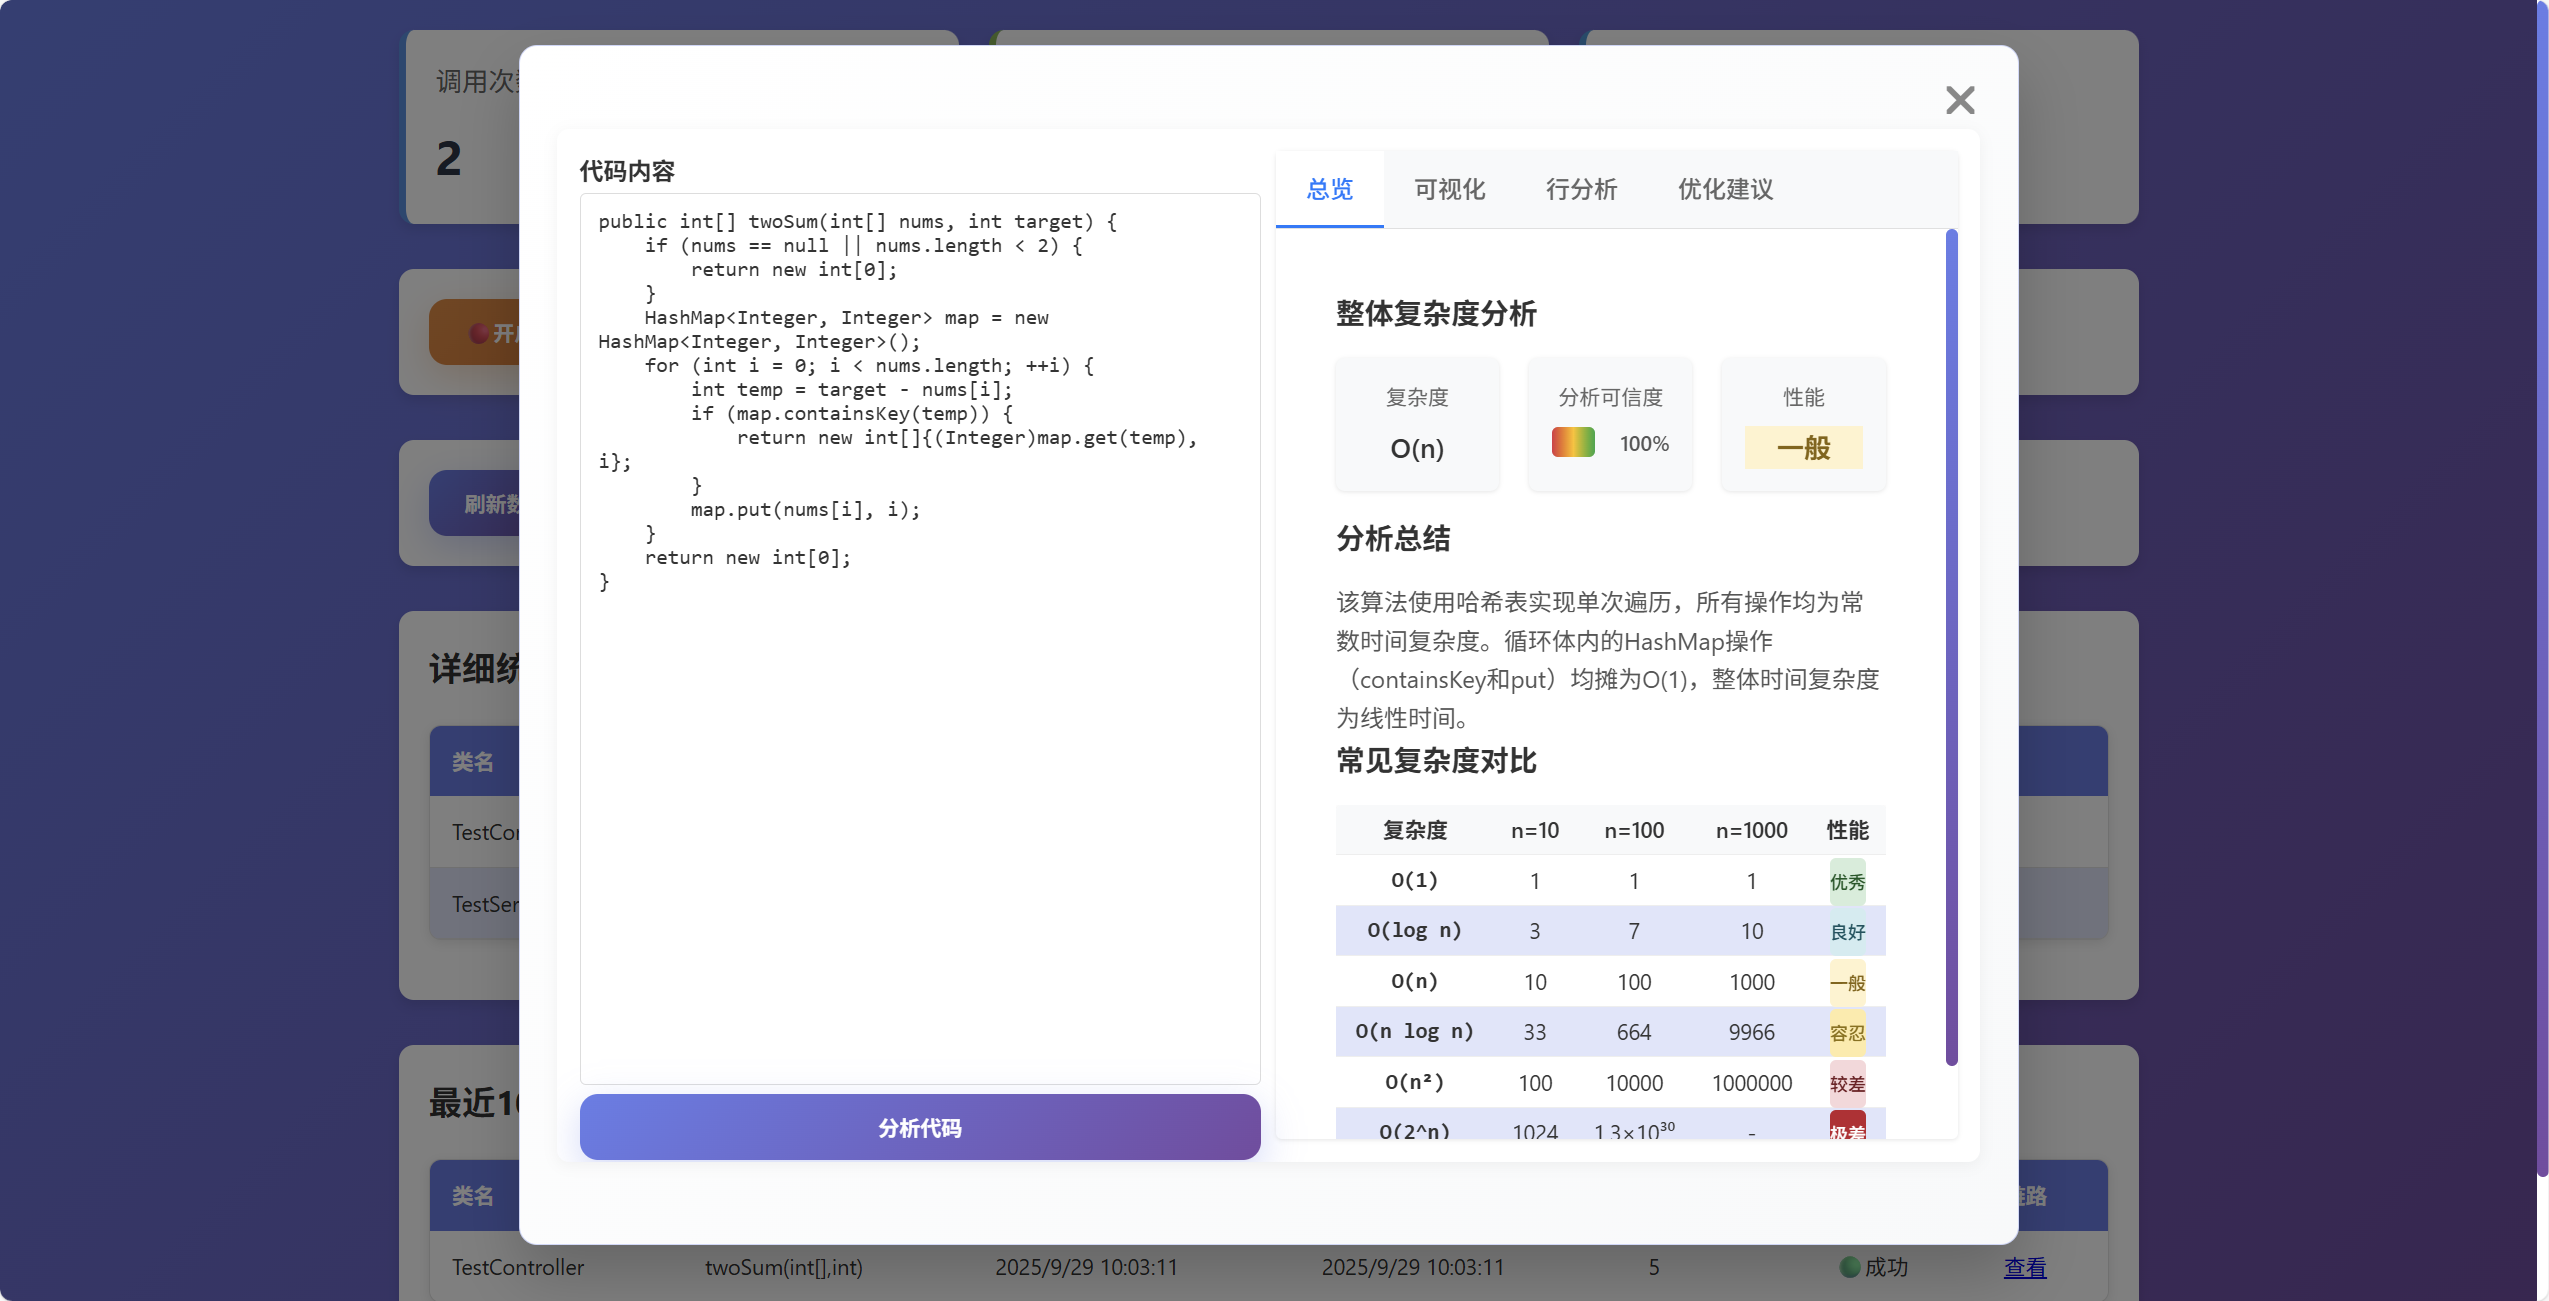 调用次
2
开
刷新数
详细统
类名
TestCo
TestSer
最近1
类名
代码内容
public int[] twoSum(int[] nums, int target) {
    if (nums == null || nums.length < 2) {
        return new int[0];
    }
    HashMap<Integer, Integer> map = new
HashMap<Integer, Integer>();
    for (int i = 0; i < nums.length; ++i) {
        int temp = target - nums[i];
        if (map.containsKey(temp)) {
            return new int[]{(Integer)map.get(temp),
i};
        }
        map.put(nums[i], i);
    }
    return new int[0];
}
分析代码
总览 可视化 行分析 优化建议
整体复杂度分析
复杂度 分析可信度 性能
O(n) 100% 一般
分析总结
该算法使用哈希表实现单次遍历，所有操作均为常
数时间复杂度。循环体内的HashMap操作
（containsKey和put）均摊为O(1)，整体时间复杂度
为线性时间。
常见复杂度对比
复杂度 n=10 n=100 n=1000 性能
O(1) 1 1 1 优秀
O(log n) 3 7 10 良好
O(n) 10 100 1000 一般
O(n log n) 33 664 9966 容忍
O(n²) 100 10000 1000000 较差
O(2^n) 1024 1.3×10³⁰ - 极差
路
TestController twoSum(int[],int) 2025/9/29 10:03:11 2025/9/29 10:03:11 5 成功 查看